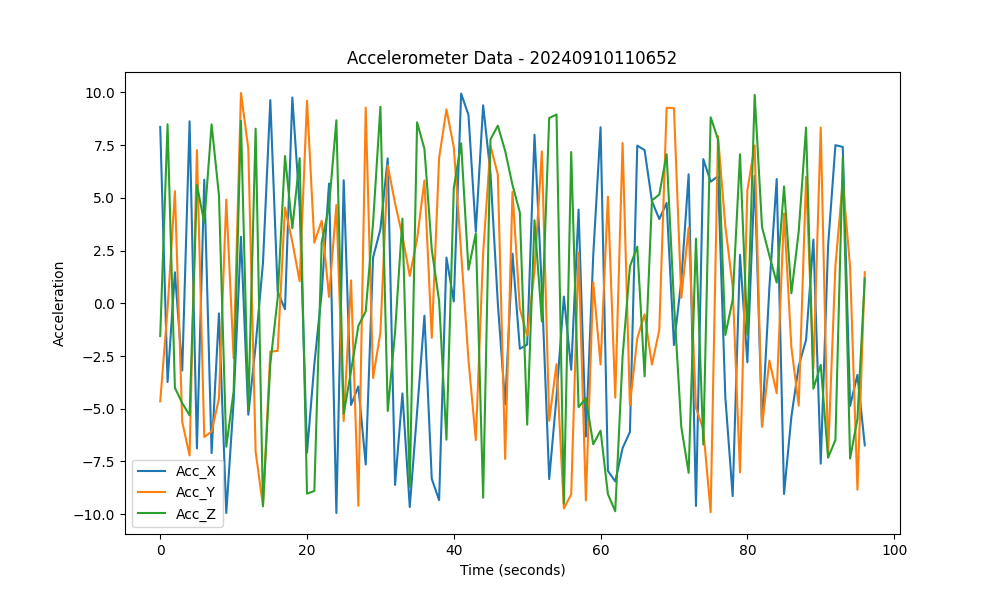 Accelerometer Data - 20240910110652
10.0
7.5
5.0
2.5
0.0
−2.5
−5.0
−7.5
−10.0
Acceleration
Acc_X
Acc_Y
Acc_Z
0
20
40
60
80
100
Time (seconds)